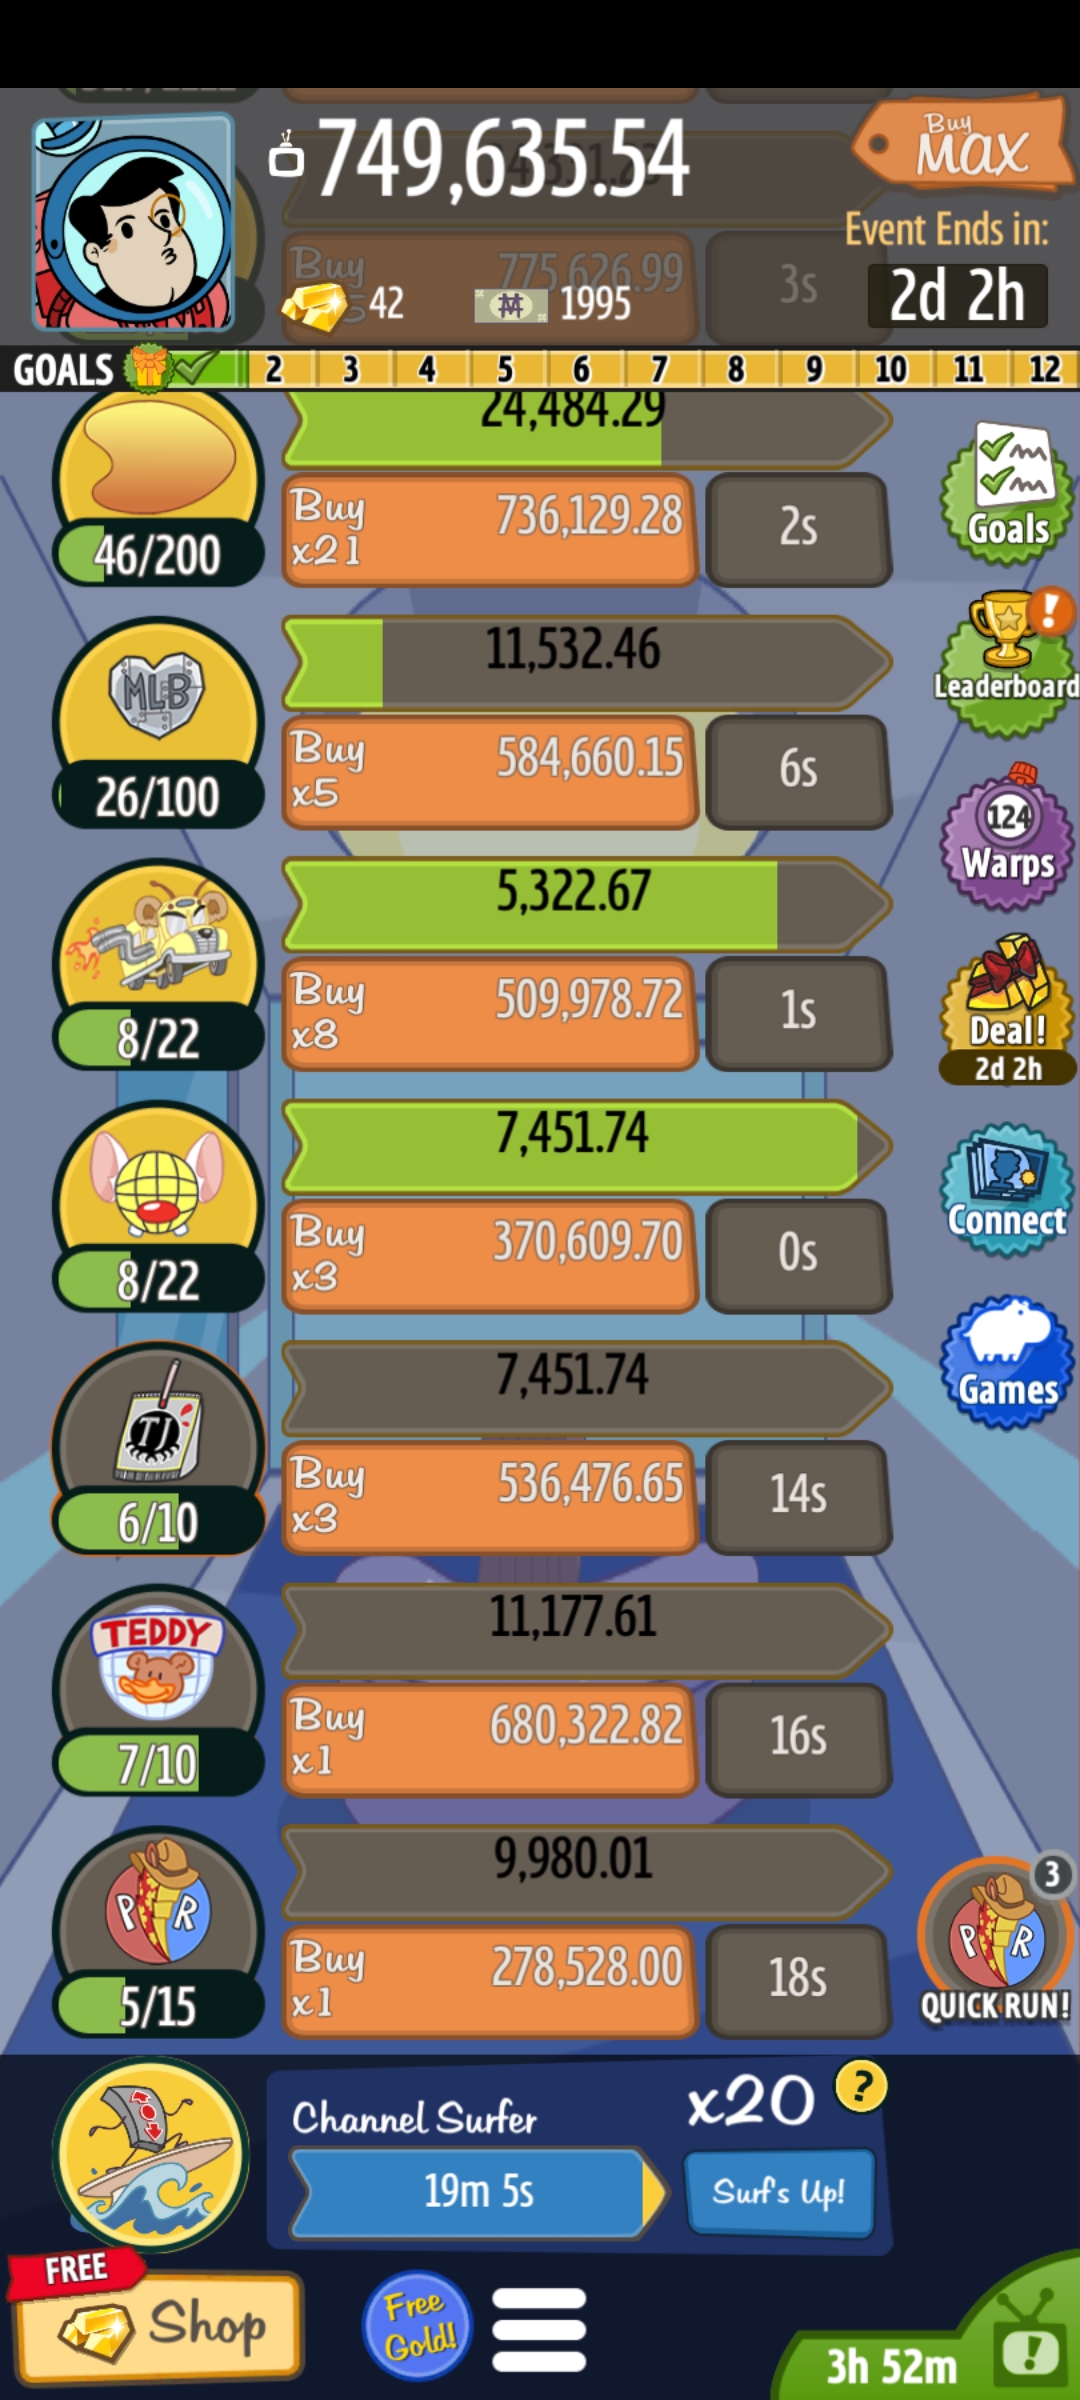 749,635.54
Buy
MAX
Event Ends in:
2d 2h
42
1995
Buy
775,626.99
3s
GOALS 2 3 4 5 6 7 8 9 10 11 12
24,484.29
Buy
x21
736,129.28
2s
46/200
Goals
11,532.46
MLB
Buy
x5
584,660.15
6s
26/100
!
Leaderboard
5,322.67
124
Warps
Buy
x8
509,978.72
1s
8/22
Deal!
2d 2h
7,451.74
Buy
x3
370,609.70
0s
8/22
Connect
7,451.74
Games
TJ
Buy
x3
536,476.65
14s
6/10
11,177.61
TEDDY
Buy
x1
680,322.82
16s
7/10
9,980.01
P R
Buy
x1
278,528.00
18s
5/15
3
P R
QUICK RUN!
Channel Surfer
x20
?
19m 5s
Surf's Up!
FREE
Shop
Free
Gold!
3h 52m
!